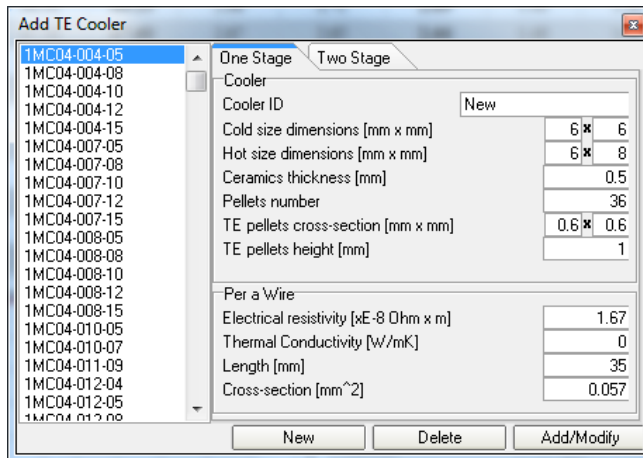 Add TE Cooler
1MC04-004-05
1MC04-004-08
1MC04-004-10
1MC04-004-12
1MC04-004-15
1MC04-007-05
1MC04-007-08
1MC04-007-10
1MC04-007-12
1MC04-007-15
1MC04-008-05
1MC04-008-08
1MC04-008-10
1MC04-008-12
1MC04-008-15
1MC04-010-05
1MC04-010-07
1MC04-011-09
1MC04-012-04
1MC04-012-05
1MC04-012-08
One Stage Two Stage
Cooler
Cooler ID New
Cold size dimensions [mm x mm] 6 x 6
Hot size dimensions [mm x mm] 6 x 8
Ceramics thickness [mm] 0.5
Pellets number 36
TE pellets cross-section [mm x mm] 0.6 x 0.6
TE pellets height [mm] 1
Per a Wire
Electrical resistivity [xE-8 Ohm x m] 1.67
Thermal Conductivity [W/mK] 0
Length [mm] 35
Cross-section [mm^2] 0.057
New Delete Add/Modify